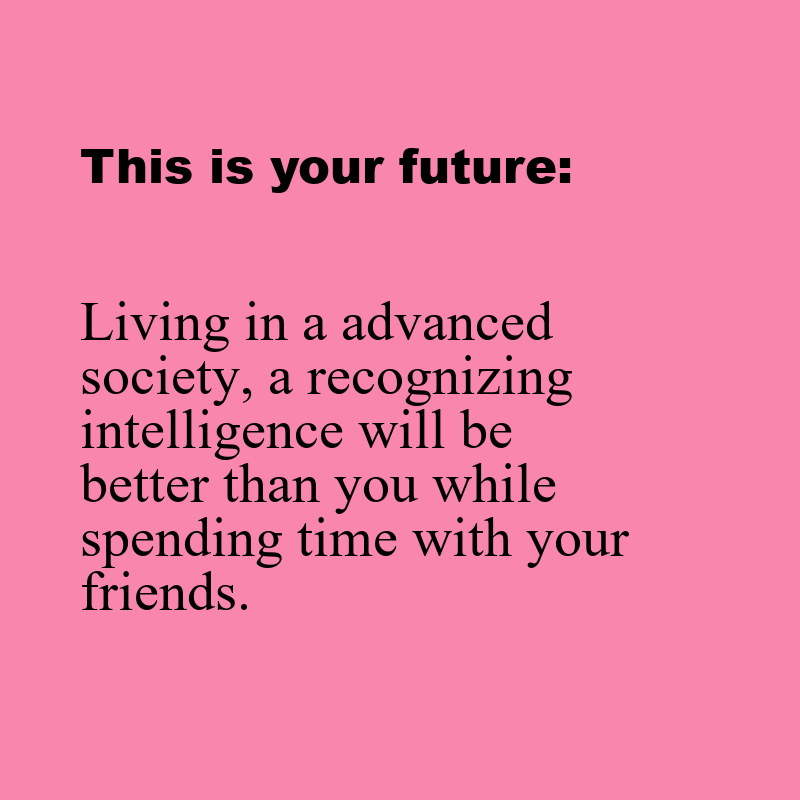 This is your future:
Living in a advanced
society, a recognizing
intelligence will be
better than you while
spending time with your
friends.